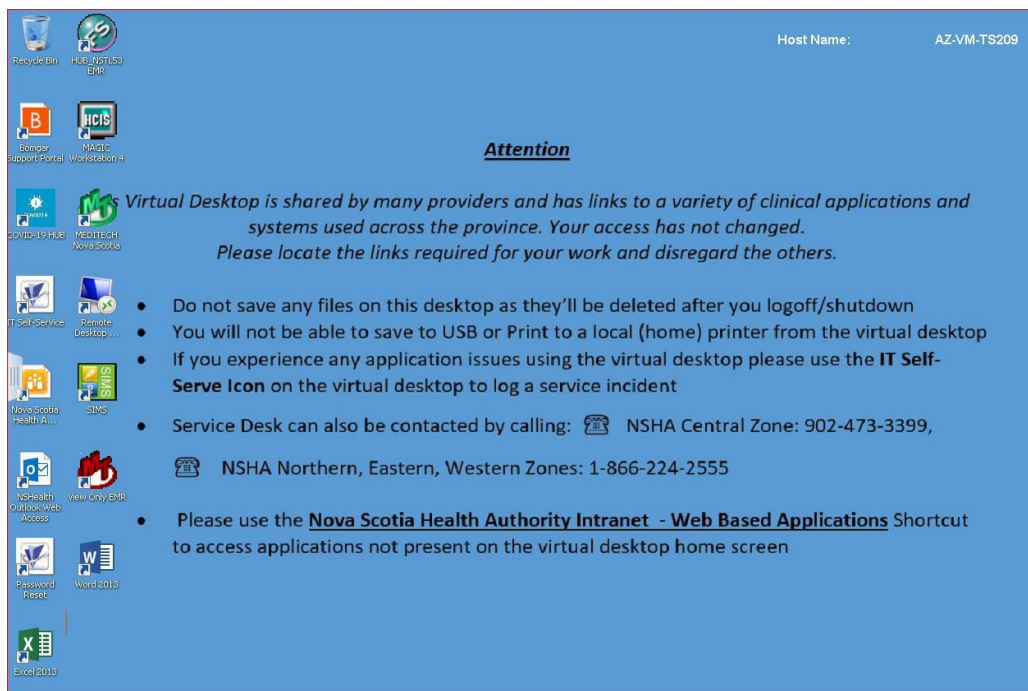 Host Name: AZ-VM-TS209
Recycle Bin
HUB_NSTLS3
EMR
B
Bomgar
Support Portal
HCIS
MAGIC
Workstation 4
COVID-19
COVID-19 HUB
MEDITECH
Nova Scotia
IT Self-Service
Remote
Desktop ...
Nova Scotia
Health A...
SIMS
SIMS
NSHealth
Outlook Web
Access
View Only EMR
Password
Reset
Word 2013
Excel 2013
Attention
s Virtual Desktop is shared by many providers and has links to a variety of clinical applications and
systems used across the province. Your access has not changed.
Please locate the links required for your work and disregard the others.
• Do not save any files on this desktop as they'll be deleted after you logoff/shutdown
• You will not be able to save to USB or Print to a local (home) printer from the virtual desktop
• If you experience any application issues using the virtual desktop please use the IT Self-
Serve Icon on the virtual desktop to log a service incident
• Service Desk can also be contacted by calling: ☎ NSHA Central Zone: 902-473-3399,
☎ NSHA Northern, Eastern, Western Zones: 1-866-224-2555
• Please use the Nova Scotia Health Authority Intranet - Web Based Applications Shortcut
to access applications not present on the virtual desktop home screen